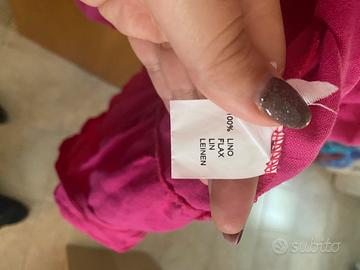 100% LINO
FLAX
LIN
LEINEN
subito